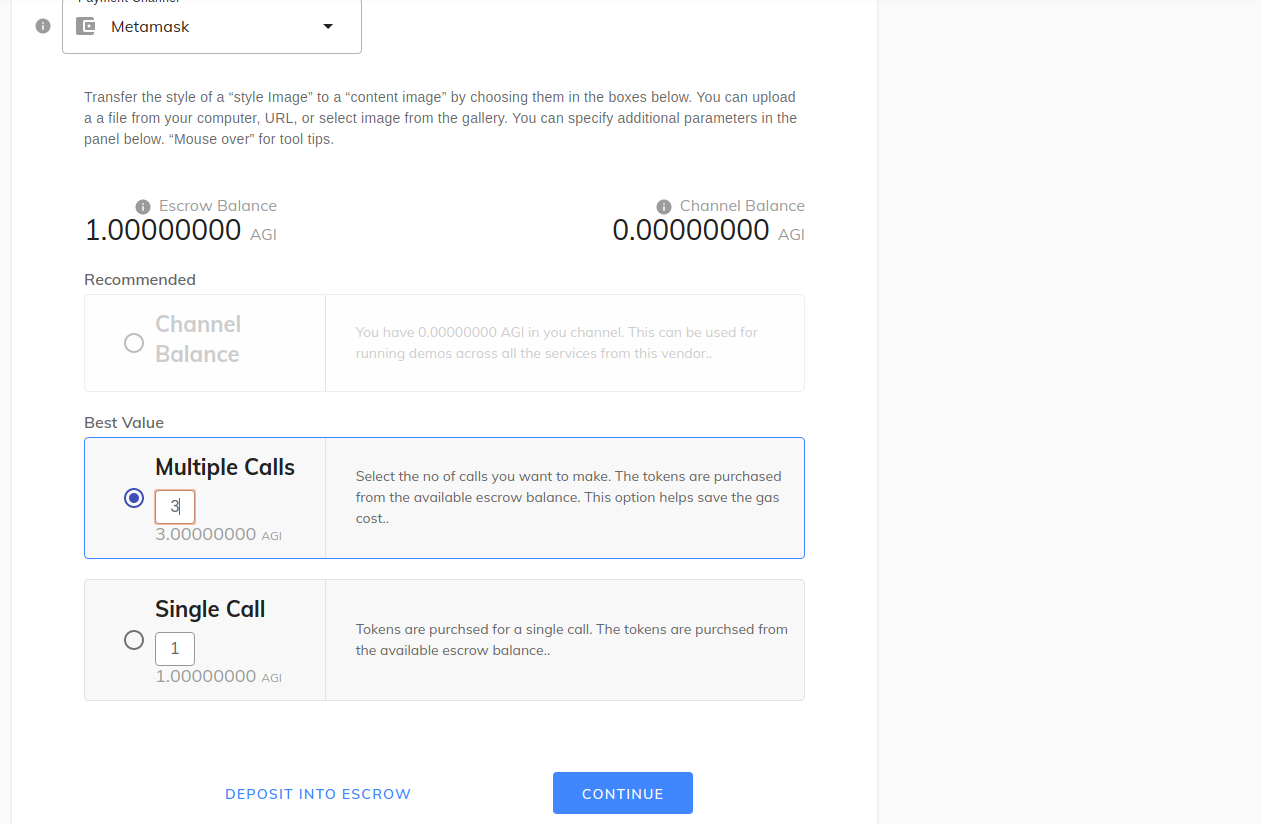 Payment Channel
Metamask
Transfer the style of a “style Image” to a “content image” by choosing them in the boxes below. You can upload
a a file from your computer, URL, or select image from the gallery. You can specify additional parameters in the
panel below. “Mouse over” for tool tips.
Escrow Balance
1.00000000 AGI
Channel Balance
0.00000000 AGI
Recommended
Channel
Balance
You have 0.00000000 AGI in you channel. This can be used for
running demos across all the services from this vendor..
Best Value
Multiple Calls
3
3.00000000 AGI
Select the no of calls you want to make. The tokens are purchased
from the available escrow balance. This option helps save the gas
cost..
Single Call
1
1.00000000 AGI
Tokens are purchsed for a single call. The tokens are purchsed from
the available escrow balance..
DEPOSIT INTO ESCROW
CONTINUE